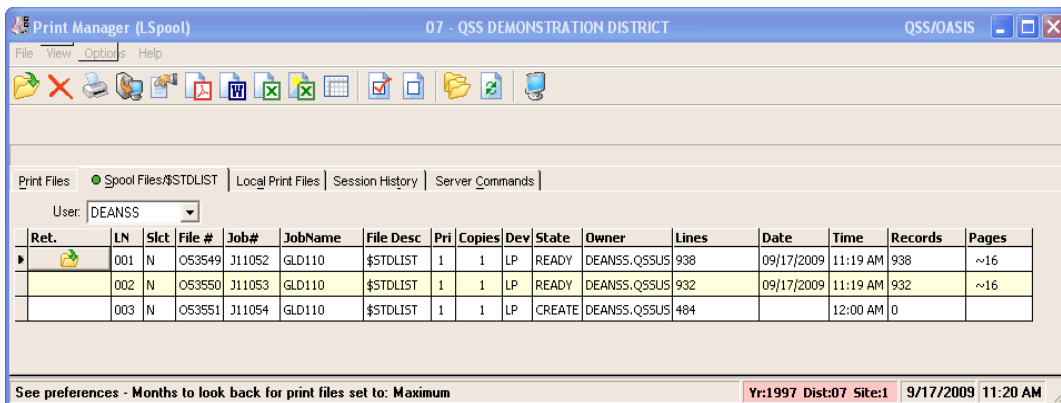 Print Manager (LSpool) 07 - QSS DEMONSTRATION DISTRICT QSS/OASIS
File View Options Help
Print Files Spool Files/$STDLIST Local Print Files Session History Server Commands
User: DEANSS
Ret. LN Slct File # Job# JobName File Desc Pri Copies Dev State Owner Lines Date Time Records Pages
001 N O53549 J11052 GLD110 $STDLIST 1 1 LP READY DEANSS.QSSUS 938 09/17/2009 11:19 AM 938 ~16
002 N O53550 J11053 GLD110 $STDLIST 1 1 LP READY DEANSS.QSSUS 932 09/17/2009 11:19 AM 932 ~16
003 N O53551 J11054 GLD110 $STDLIST 1 1 LP CREATE DEANSS.QSSUS 484 12:00 AM 0
See preferences - Months to look back for print files set to: Maximum Yr:1997 Dist:07 Site:1 9/17/2009 11:20 AM